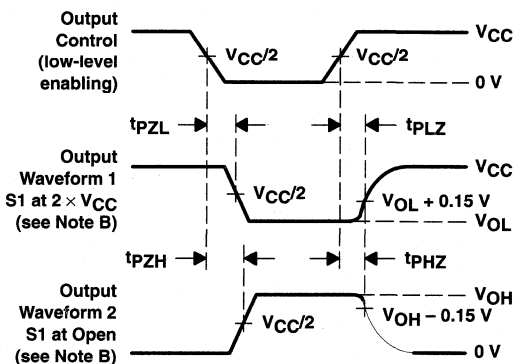 Output
Control
(low-level
enabling)
VCC/2
VCC/2
VCC
0 V
tPZL
tPLZ
Output
Waveform 1
S1 at 2 × VCC
(see Note B)
VCC/2
VCC
VOL + 0.15 V
VOL
tPZH
tPHZ
Output
Waveform 2
S1 at Open
(see Note B)
VCC/2
VOH
VOH − 0.15 V
0 V